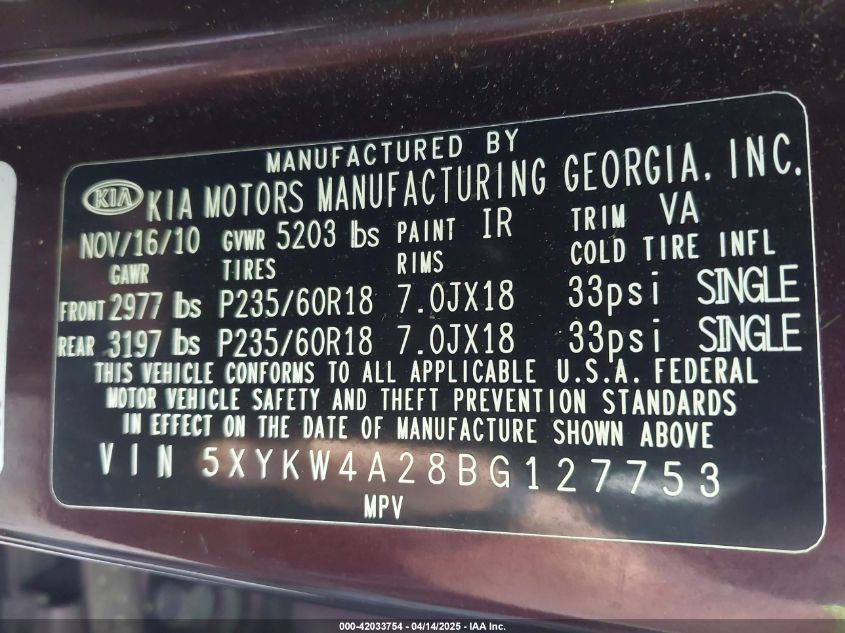 MANUFACTURED BY
KIA KIA MOTORS MANUFACTURING GEORGIA, INC.
NOV/16/10 GVWR 5203 lbs PAINT IR TRIM VA
GAWR TIRES RIMS COLD TIRE INFL
FRONT 2977 lbs P235/60R18 7.0JX18 33psi SINGLE
REAR 3197 lbs P235/60R18 7.0JX18 33psi SINGLE
THIS VEHICLE CONFORMS TO ALL APPLICABLE U.S.A. FEDERAL
MOTOR VEHICLE SAFETY AND THEFT PREVENTION STANDARDS
IN EFFECT ON THE DATE OF MANUFACTURE SHOWN ABOVE
VIN 5XYKW4A28BG127753
MPV
000-42033754 - 04/14/2025 - IAA Inc.